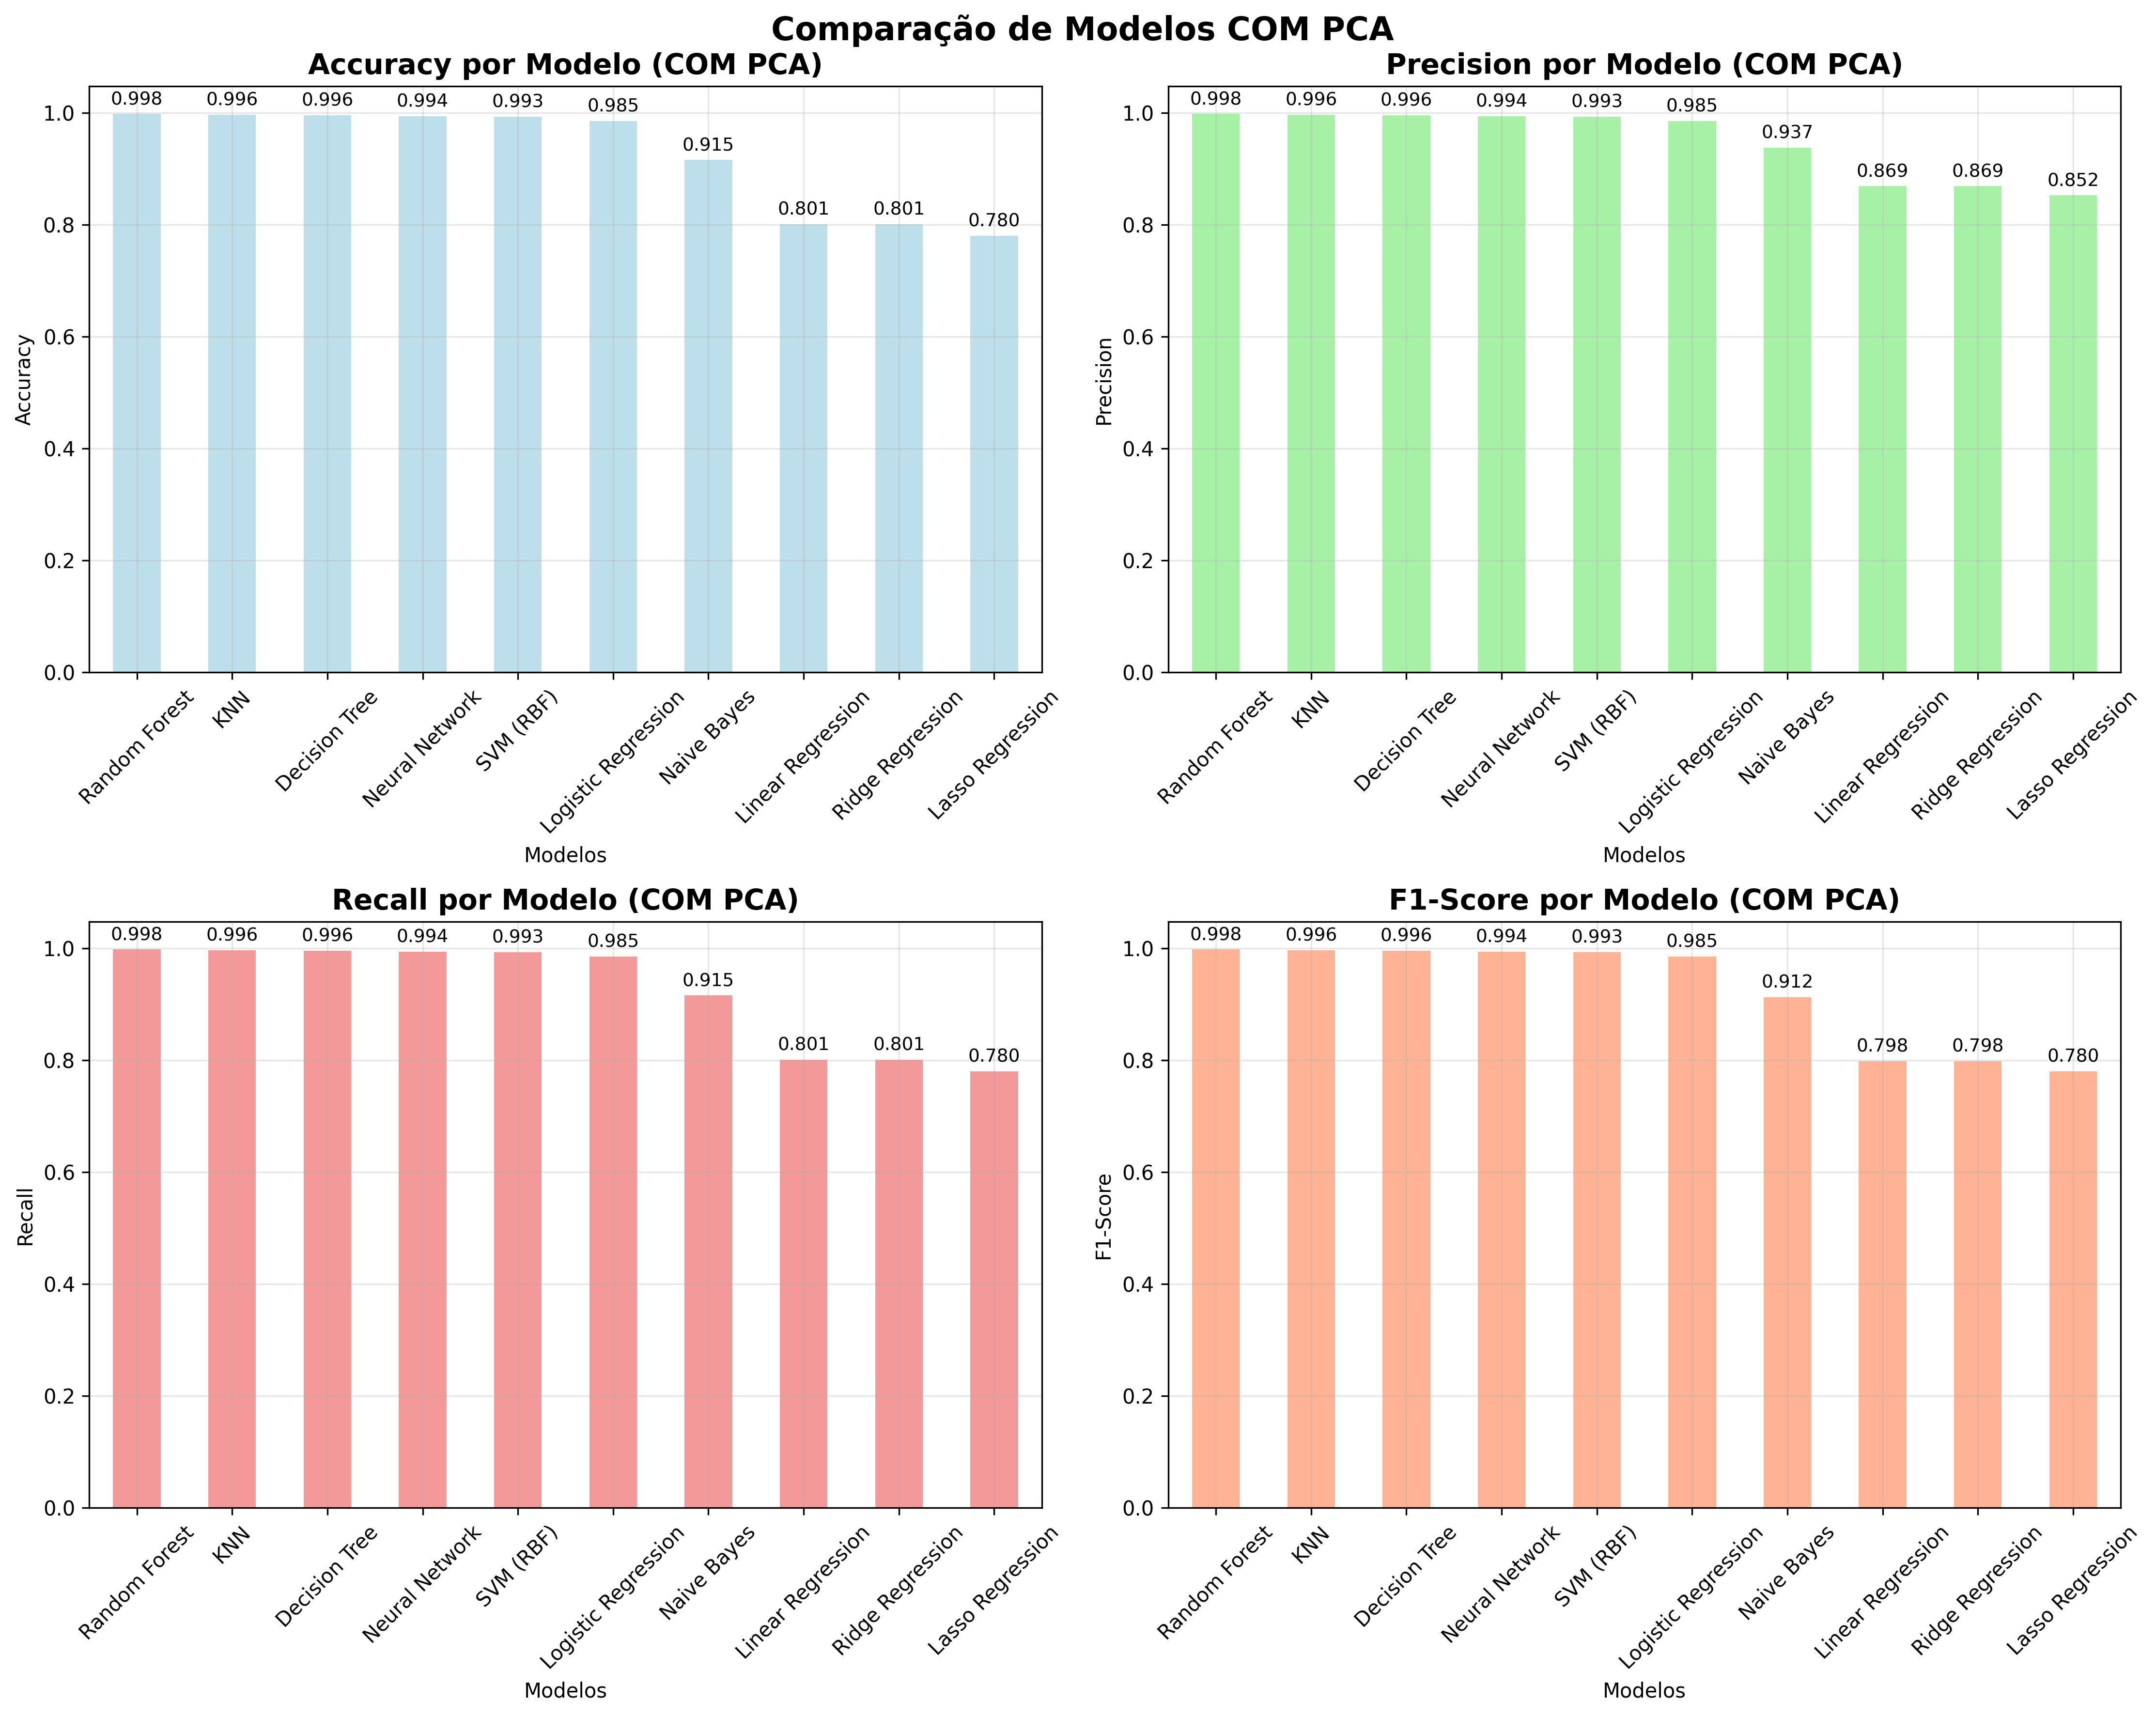 Comparação de Modelos COM PCA
Accuracy por Modelo (COM PCA)
0.998 0.996 0.996 0.994 0.993 0.985 0.915 0.801 0.801 0.780
1.0
0.8
0.6
0.4
0.2
0.0
Accuracy
Random Forest KNN Decision Tree Neural Network SVM (RBF) Logistic Regression Naive Bayes Linear Regression Ridge Regression Lasso Regression
Modelos
Precision por Modelo (COM PCA)
0.998 0.996 0.996 0.994 0.993 0.985 0.937 0.869 0.869 0.852
1.0
0.8
0.6
0.4
0.2
0.0
Precision
Random Forest KNN Decision Tree Neural Network SVM (RBF) Logistic Regression Naive Bayes Linear Regression Ridge Regression Lasso Regression
Modelos
Recall por Modelo (COM PCA)
0.998 0.996 0.996 0.994 0.993 0.985 0.915 0.801 0.801 0.780
1.0
0.8
0.6
0.4
0.2
0.0
Recall
Random Forest KNN Decision Tree Neural Network SVM (RBF) Logistic Regression Naive Bayes Linear Regression Ridge Regression Lasso Regression
Modelos
F1-Score por Modelo (COM PCA)
0.998 0.996 0.996 0.994 0.993 0.985 0.912 0.798 0.798 0.780
1.0
0.8
0.6
0.4
0.2
0.0
F1-Score
Random Forest KNN Decision Tree Neural Network SVM (RBF) Logistic Regression Naive Bayes Linear Regression Ridge Regression Lasso Regression
Modelos